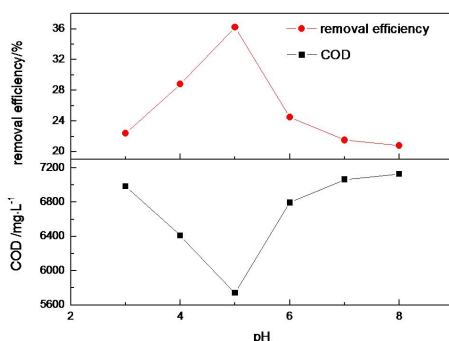 removal efficiency/%
36
32
28
24
20
removal efficiency
COD
COD /mg·L⁻¹
7200
6800
6400
6000
5600
2
4
6
8
pH